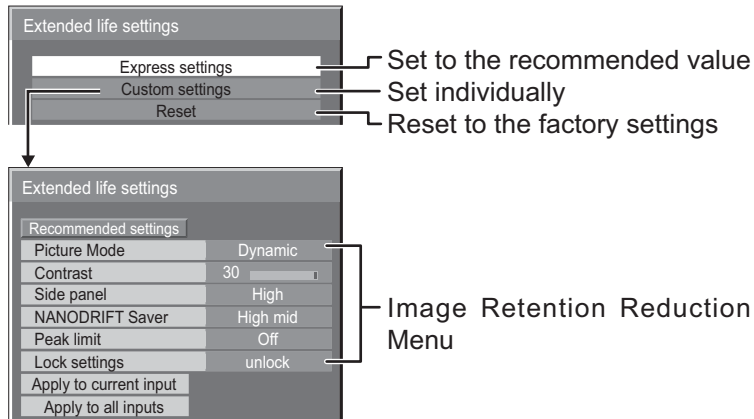 Extended life settings
Express settings
Custom settings
Reset
Set to the recommended value
Set individually
Reset to the factory settings
Extended life settings
Recommended settings
Picture Mode Dynamic
Contrast 30
Side panel High
NANODRIFT Saver High mid
Peak limit Off
Lock settings unlock
Apply to current input
Apply to all inputs
Image Retention Reduction
Menu